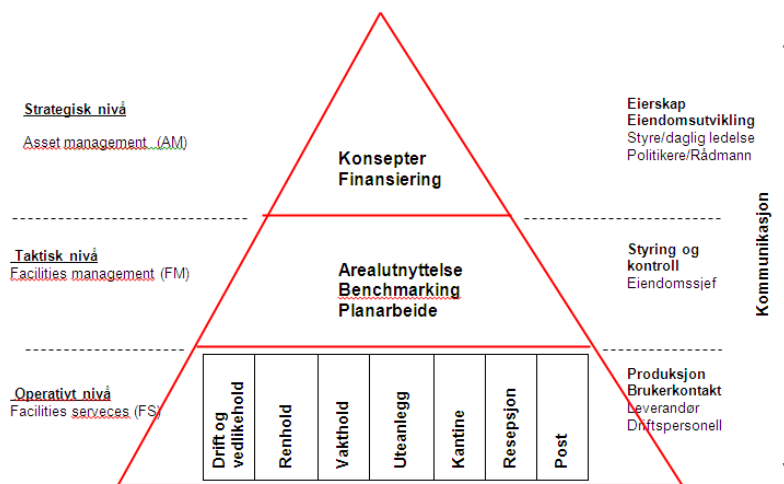 Strategisk nivå
Asset management (AM)
Konsepter
Finansiering
Eierskap
Eiendomsutvikling
Styre/daglig ledelse
Politikere/Rådmann
Taktisk nivå
Facilities management (FM)
Arealutnyttelse
Benchmarking
Planarbeide
Styring og
kontroll
Eiendomssjef
Kommunikasjon
Operativt nivå
Facilities serveces (FS)
Drift og
vedlikehold
Renhold
Vakthold
Uteanlegg
Kantine
Resepsjon
Post
Produksjon
Brukerkontakt
Leverandør
Driftspersonell